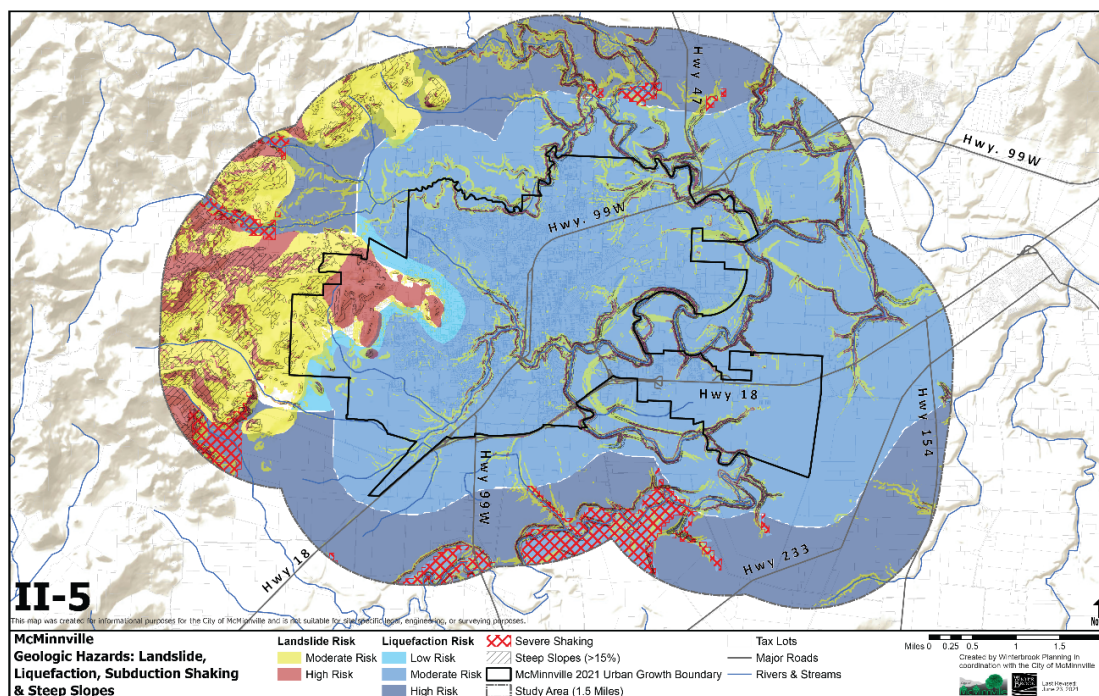 Hwy 47
Hwy. 99W
Hwy. 99W
Hwy 18
Hwy 154
Hwy 99W
Hwy 18
Hwy 233
II-5
This map was created for informational purposes for the City of McMinnville and is not suitable for site specific legal, engineering, or surveying purposes.
McMinnville
Geologic Hazards: Landslide,
Liquefaction, Subduction Shaking
& Steep Slopes
Landslide Risk
Moderate Risk
High Risk
Liquefaction Risk
Low Risk
Moderate Risk
High Risk
Severe Shaking
Steep Slopes (>15%)
McMinnville 2021 Urban Growth Boundary
Study Area (1.5 Miles)
Tax Lots
Major Roads
Rivers & Streams
Miles 0 0.25 0.5 1 1.5
Created by Winterbrook Planning in
coordination with the City of McMinnville
Last Revised
June 23 2021